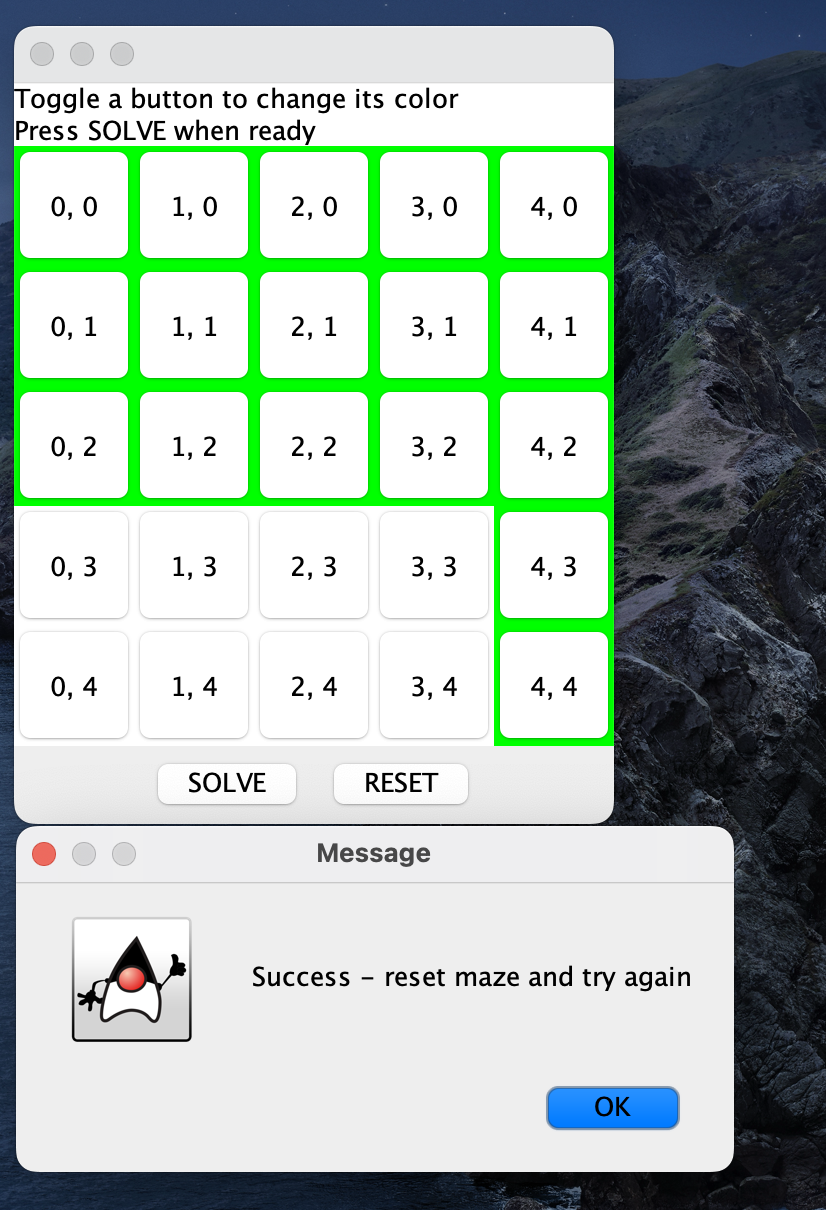 Toggle a button to change its color
Press SOLVE when ready
0, 0 1, 0 2, 0 3, 0 4, 0
0, 1 1, 1 2, 1 3, 1 4, 1
0, 2 1, 2 2, 2 3, 2 4, 2
0, 3 1, 3 2, 3 3, 3 4, 3
0, 4 1, 4 2, 4 3, 4 4, 4
SOLVE RESET
Message
Success - reset maze and try again
OK